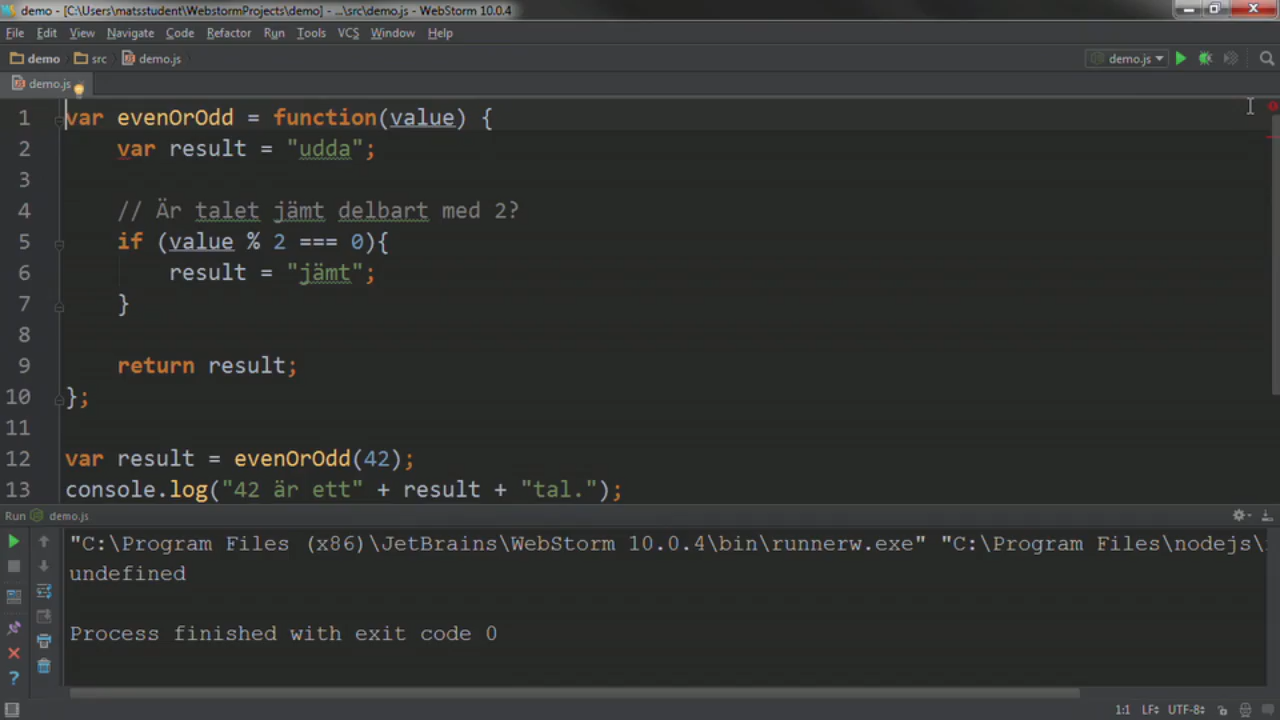 demo - [C:\Users\matsstudent\WebstormProjects\demo] - ...\src\demo.js - WebStorm 10.0.4
File Edit View Navigate Code Refactor Run Tools VCS Window Help
demo src demo.js demo.js
demo.js
1 var evenOrOdd = function(value) {
2 var result = "udda";
3
4 // Är talet jämt delbart med 2?
5 if (value % 2 === 0){
6 result = "jämt";
7 }
8
9 return result;
10 };
11
12 var result = evenOrOdd(42);
13 console.log("42 är ett" + result + "tal.");
Run demo.js
"C:\Program Files (x86)\JetBrains\WebStorm 10.0.4\bin\runnerw.exe" "C:\Program Files\nodejs\
undefined
Process finished with exit code 0
1:1 LF÷ UTF-8÷